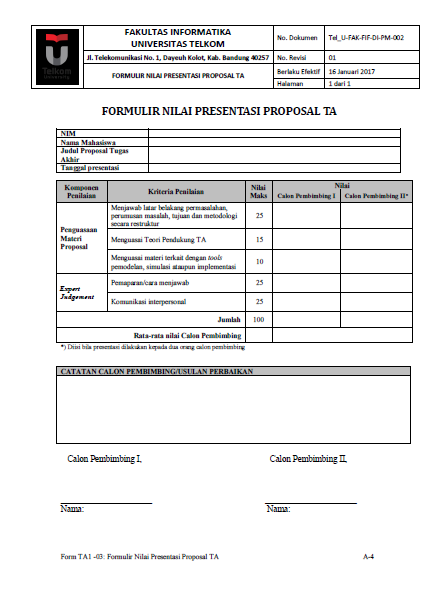 Telkom
University
FAKULTAS INFORMATIKA
UNIVERSITAS TELKOM
Jl. Telekomunikasi No. 1, Dayeuh Kolot, Kab. Bandung 40257
FORMULIR NILAI PRESENTASI PROPOSAL TA
No. Dokumen Tel_U-FAK-FIF-DI-PM-002
No. Revisi 01
Berlaku Efektif 16 Januari 2017
Halaman 1 dari 1
FORMULIR NILAI PRESENTASI PROPOSAL TA
NIM
Nama Mahasiswa
Judul Proposal Tugas
Akhir
Tanggal presentasi
Komponen Penilaian Kriteria Penilaian Nilai Maks Nilai
Calon Pembimbing I Calon Pembimbing II*
Penguasaan
Materi
Proposal
Menjawab latar belakang permasalahan,
perumusan masalah, tujuan dan metodologi
secara restruktur
25
Menguasai Teori Pendukung TA 15
Menguasai materi terkait dengan tools
pemodelan, simulasi ataupun implementasi
10
Expert
Judgement
Pemaparan/cara menjawab 25
Komunikasi interpersonal 25
Jumlah 100
Rata-rata nilai Calon Pembimbing
*) Diisi bila presentasi dilakukan kepada dua orang calon pembimbing
CATATAN CALON PEMBIMBING/USULAN PERBAIKAN
Calon Pembimbing I, Calon Pembimbing II,
Nama: Nama:
Form TA1 -03: Formulir Nilai Presentasi Proposal TA A-4